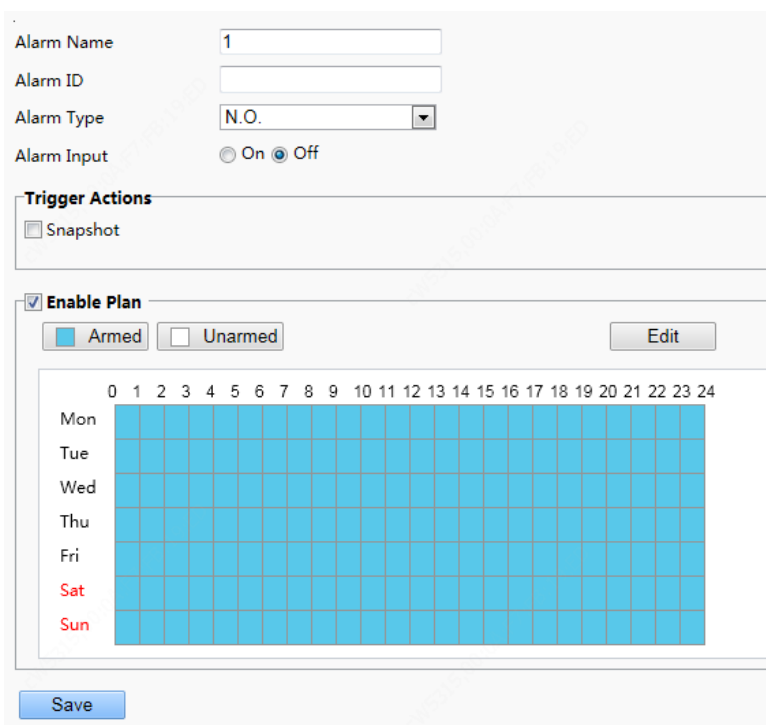 Alarm Name 1
Alarm ID
Alarm Type N.O.
Alarm Input On Off
Trigger Actions
Snapshot
Enable Plan
Armed Unarmed Edit
0 1 2 3 4 5 6 7 8 9 10 11 12 13 14 15 16 17 18 19 20 21 22 23 24
Mon
Tue
Wed
Thu
Fri
Sat
Sun
Save